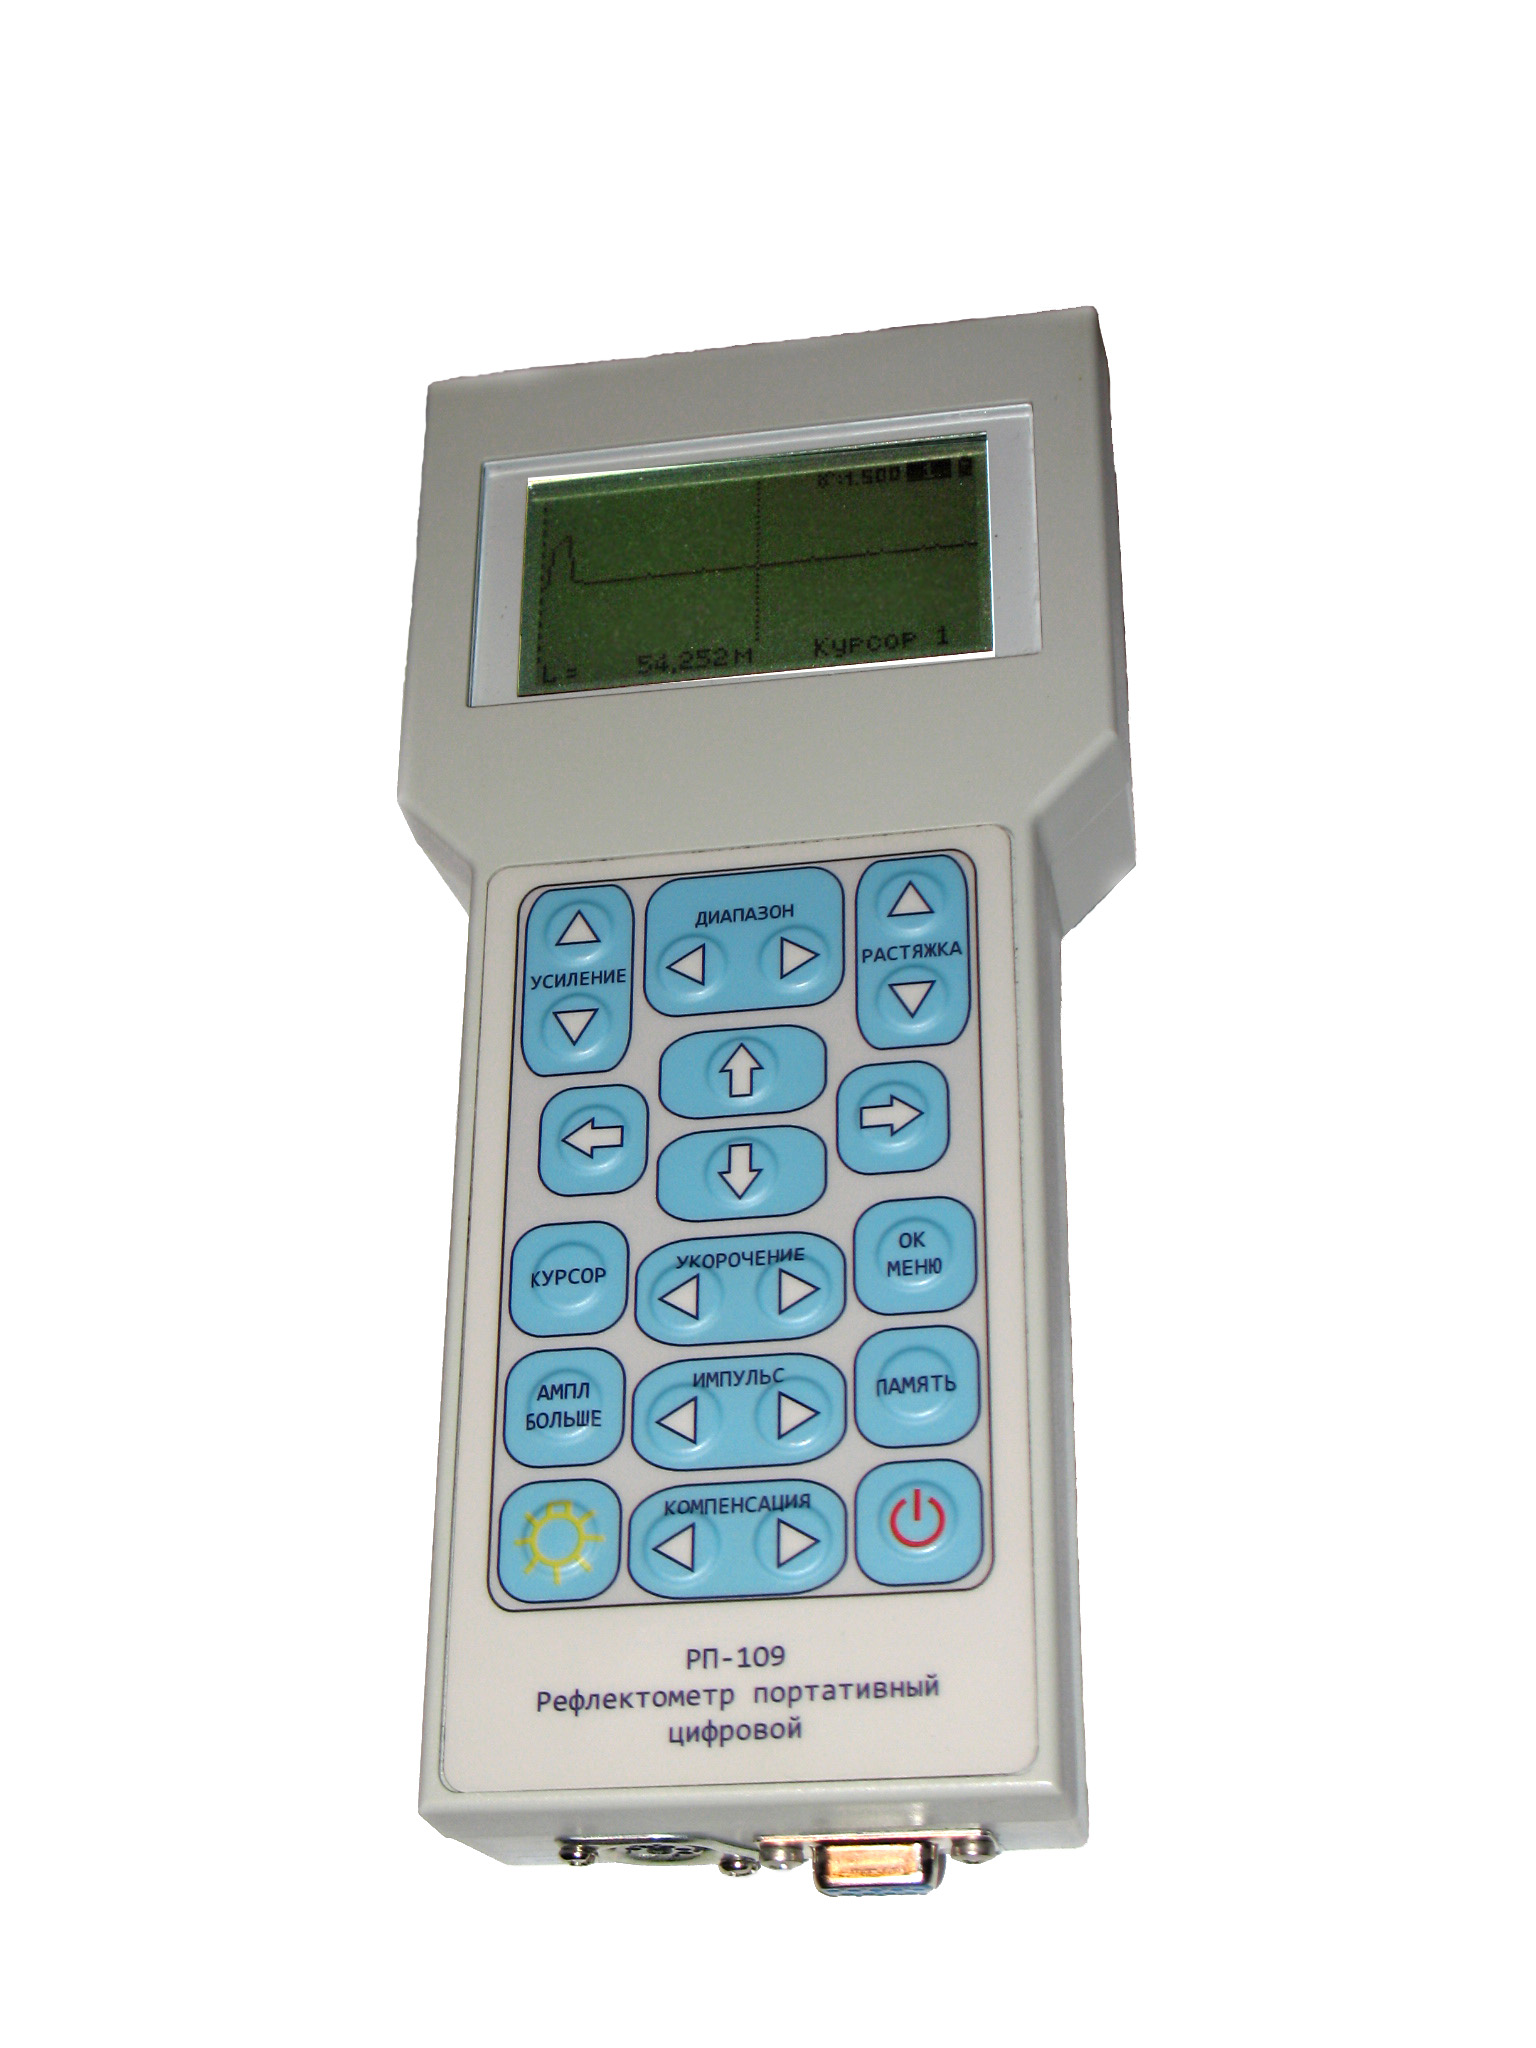 :1.500 1
L = 54,252м Курсор 1
УСИЛЕНИЕ
ДИАПАЗОН
РАСТЯЖКА
КУРСОР
УКОРОЧЕНИЕ
ОК
МЕНЮ
АМПЛ
БОЛЬШЕ
ИМПУЛЬС
ПАМЯТЬ
КОМПЕНСАЦИЯ
РП-109
Рефлектометр портативный
цифровой